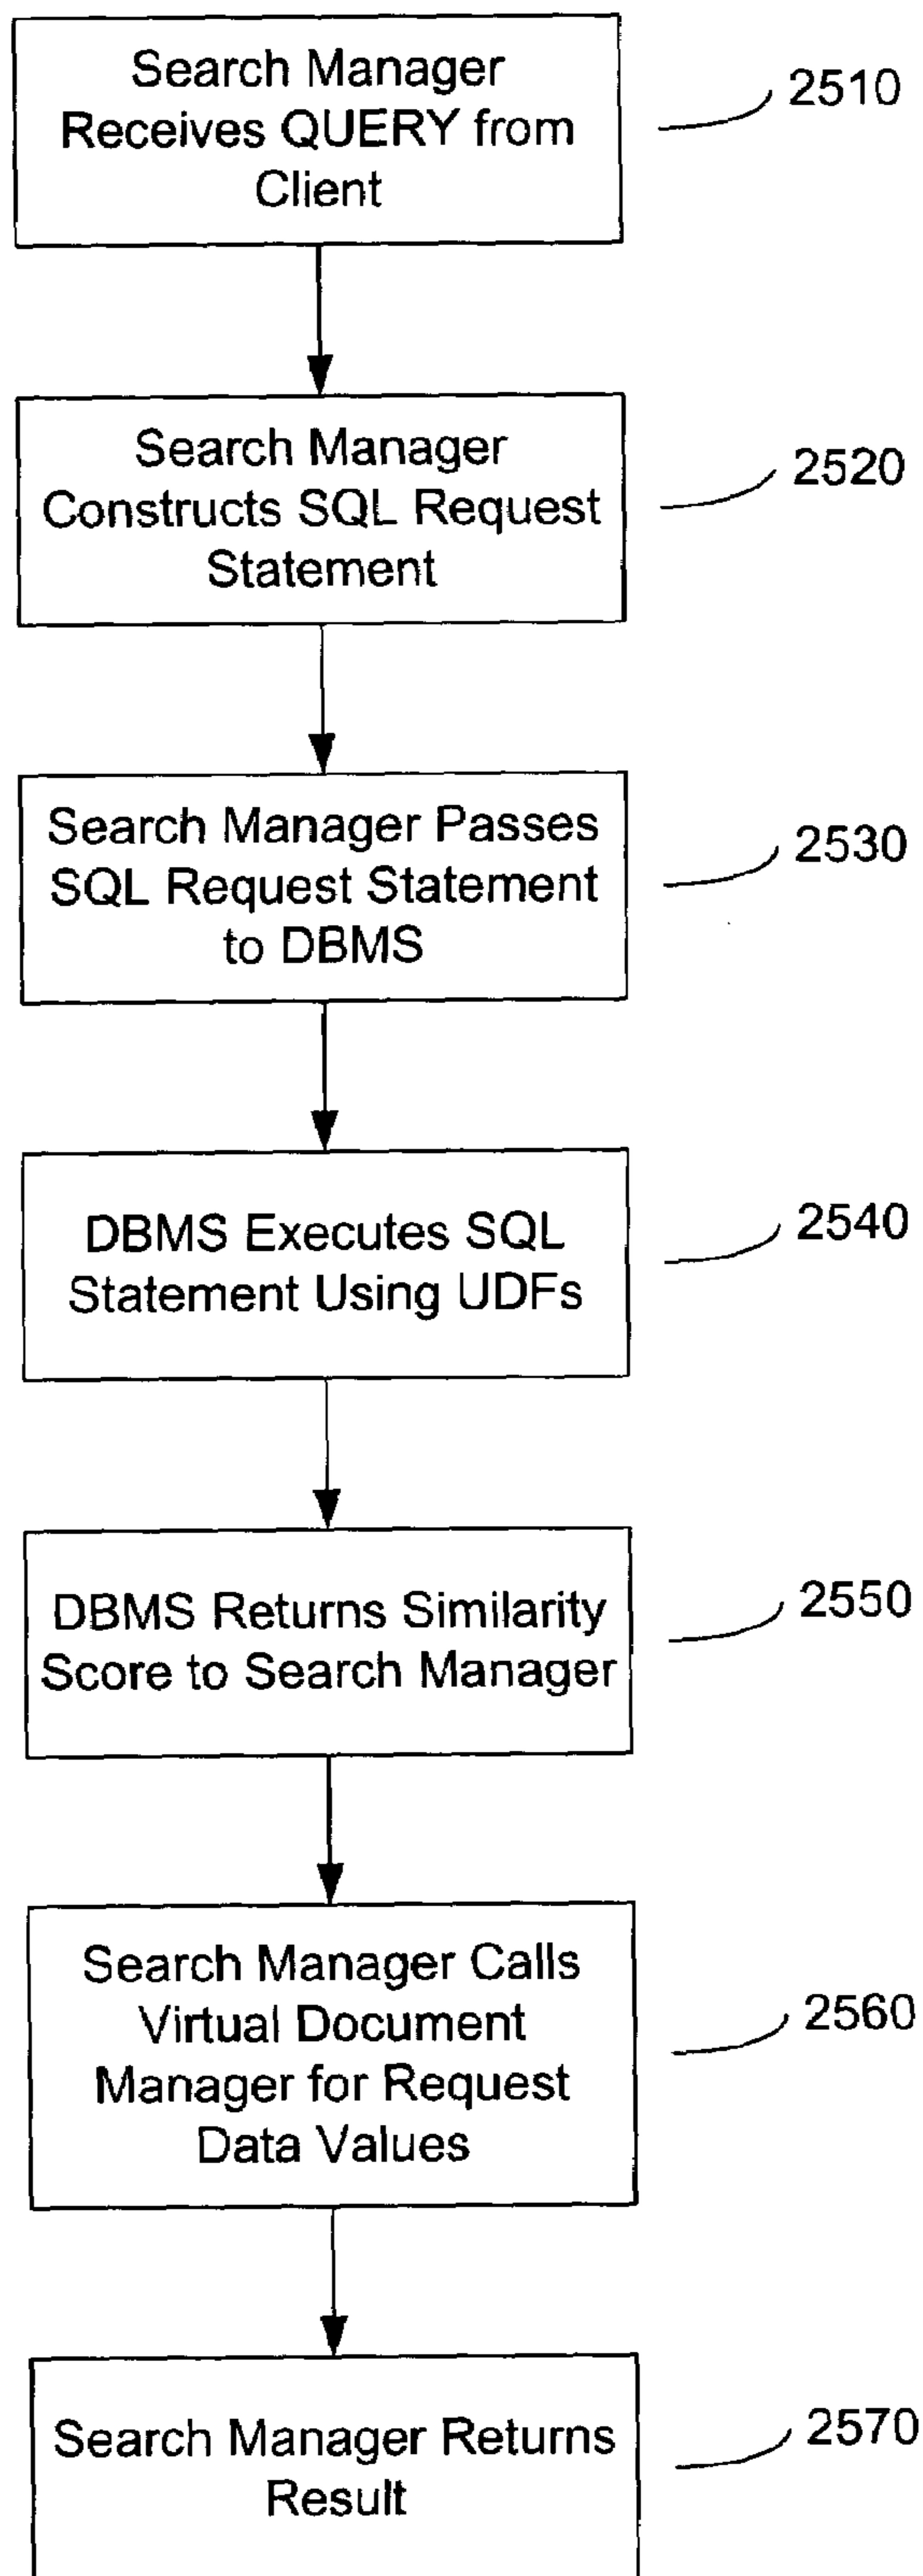 Search Manager
Receives QUERY from
Client
2510
Search Manager
Constructs SQL Request
Statement
2520
Search Manager Passes
SQL Request Statement
to DBMS
2530
DBMS Executes SQL
Statement Using UDFs
2540
DBMS Returns Similarity
Score to Search Manager
2550
Search Manager Calls
Virtual Document
Manager for Request
Data Values
2560
Search Manager Returns
Result
2570